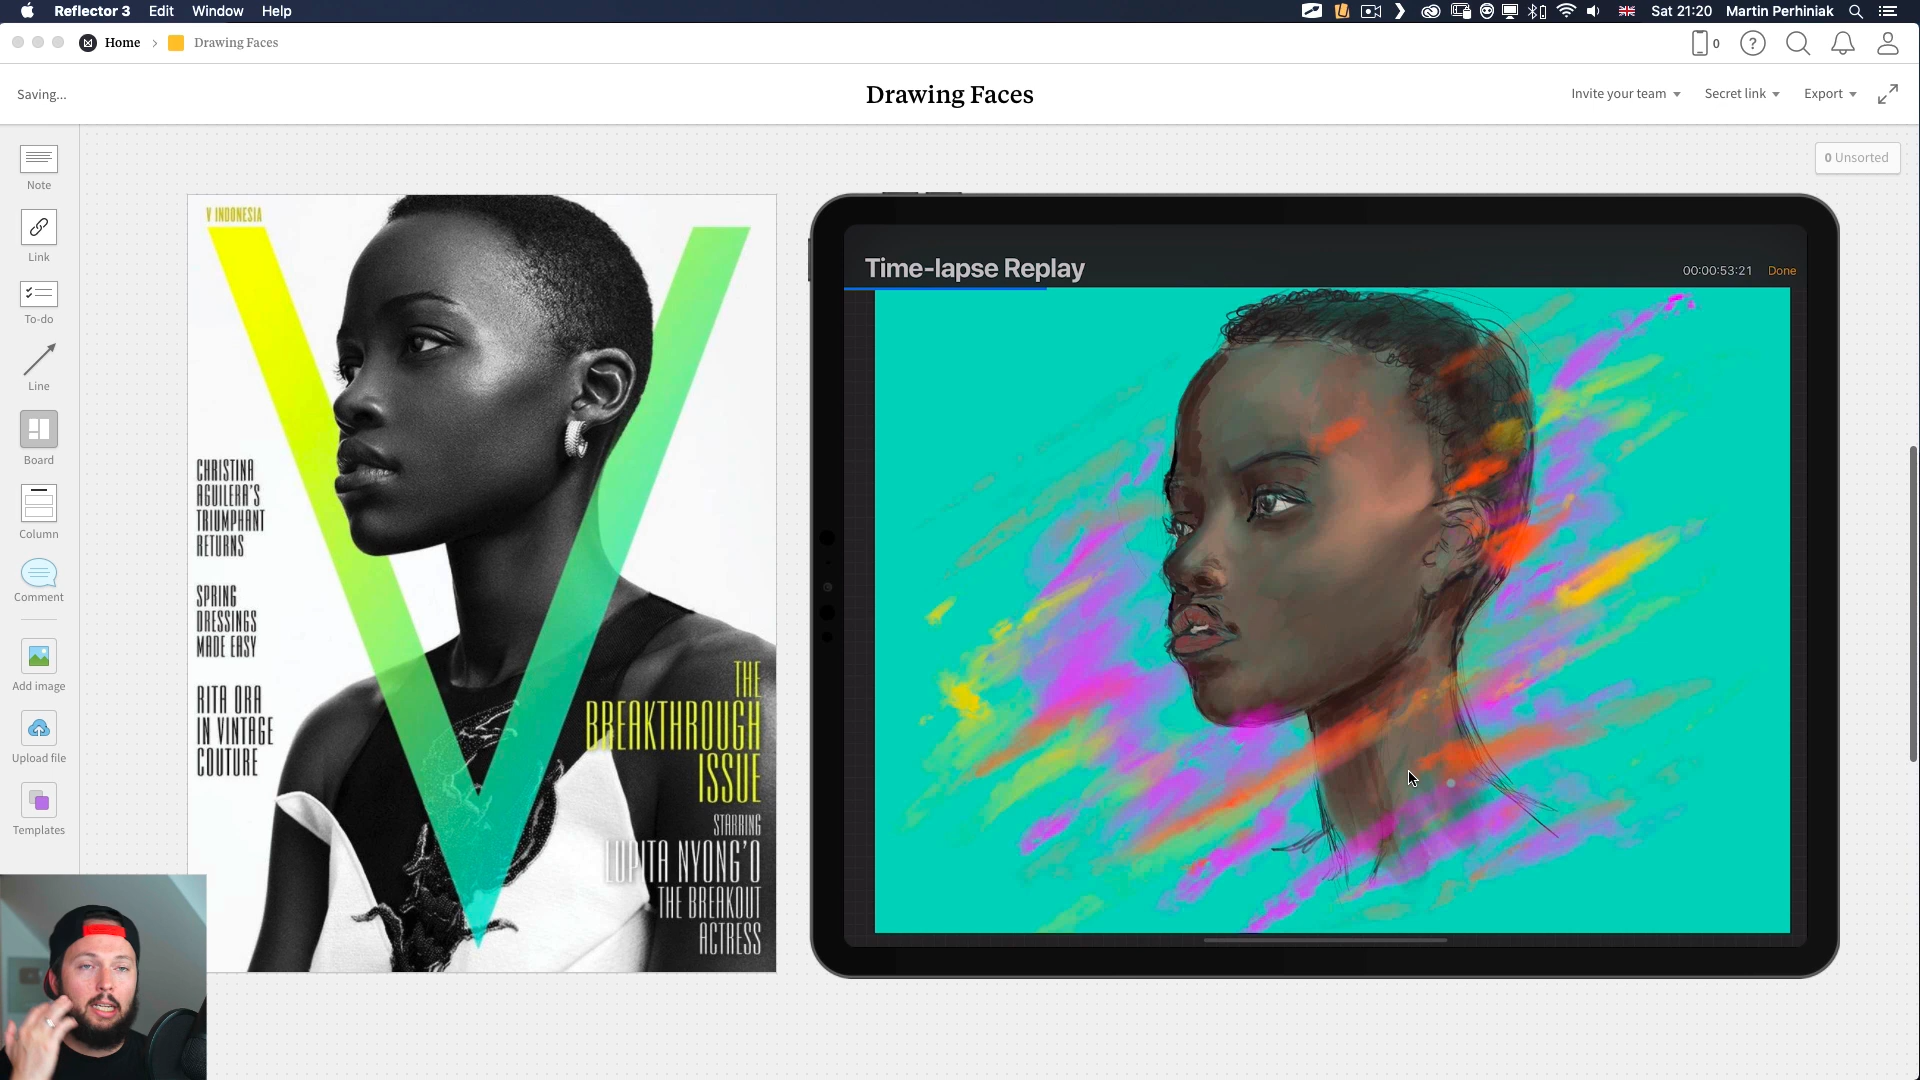 Reflector 3 Edit Window Help
Sat 21:20 Martin Perhiniak
Home › Drawing Faces
0
Saving...
Drawing Faces
Invite your team
Secret link
Export
0 Unsorted
Note
Link
To-do
Line
Board
Column
Comment
Add image
Upload file
Templates
V INDONESIA
CHRISTINA
AGUILERA'S
TRIUMPHANT
RETURNS
SPRING
DRESSINGS
MADE EASY
RITA ORA
IN VINTAGE
COUTURE
V
THE
BREAKTHROUGH
ISSUE
STARRING
LUPITA NYONG'O
THE BREAKOUT
ACTRESS
Time-lapse Replay
00:00:53:21 Done